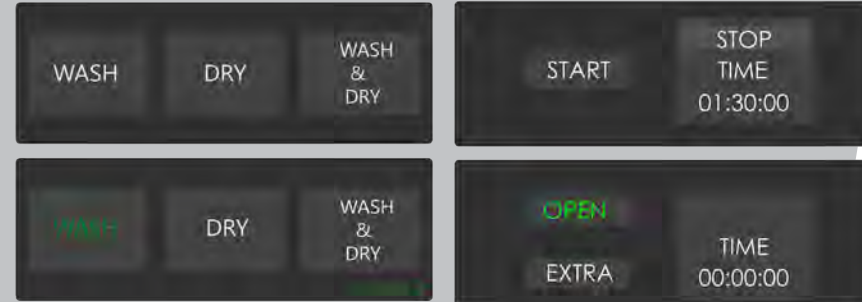 WASH
DRY
WASH
&
DRY
START
STOP
TIME
01:30:00
WASH
DRY
WASH
&
DRY
OPEN
EXTRA
TIME
00:00:00